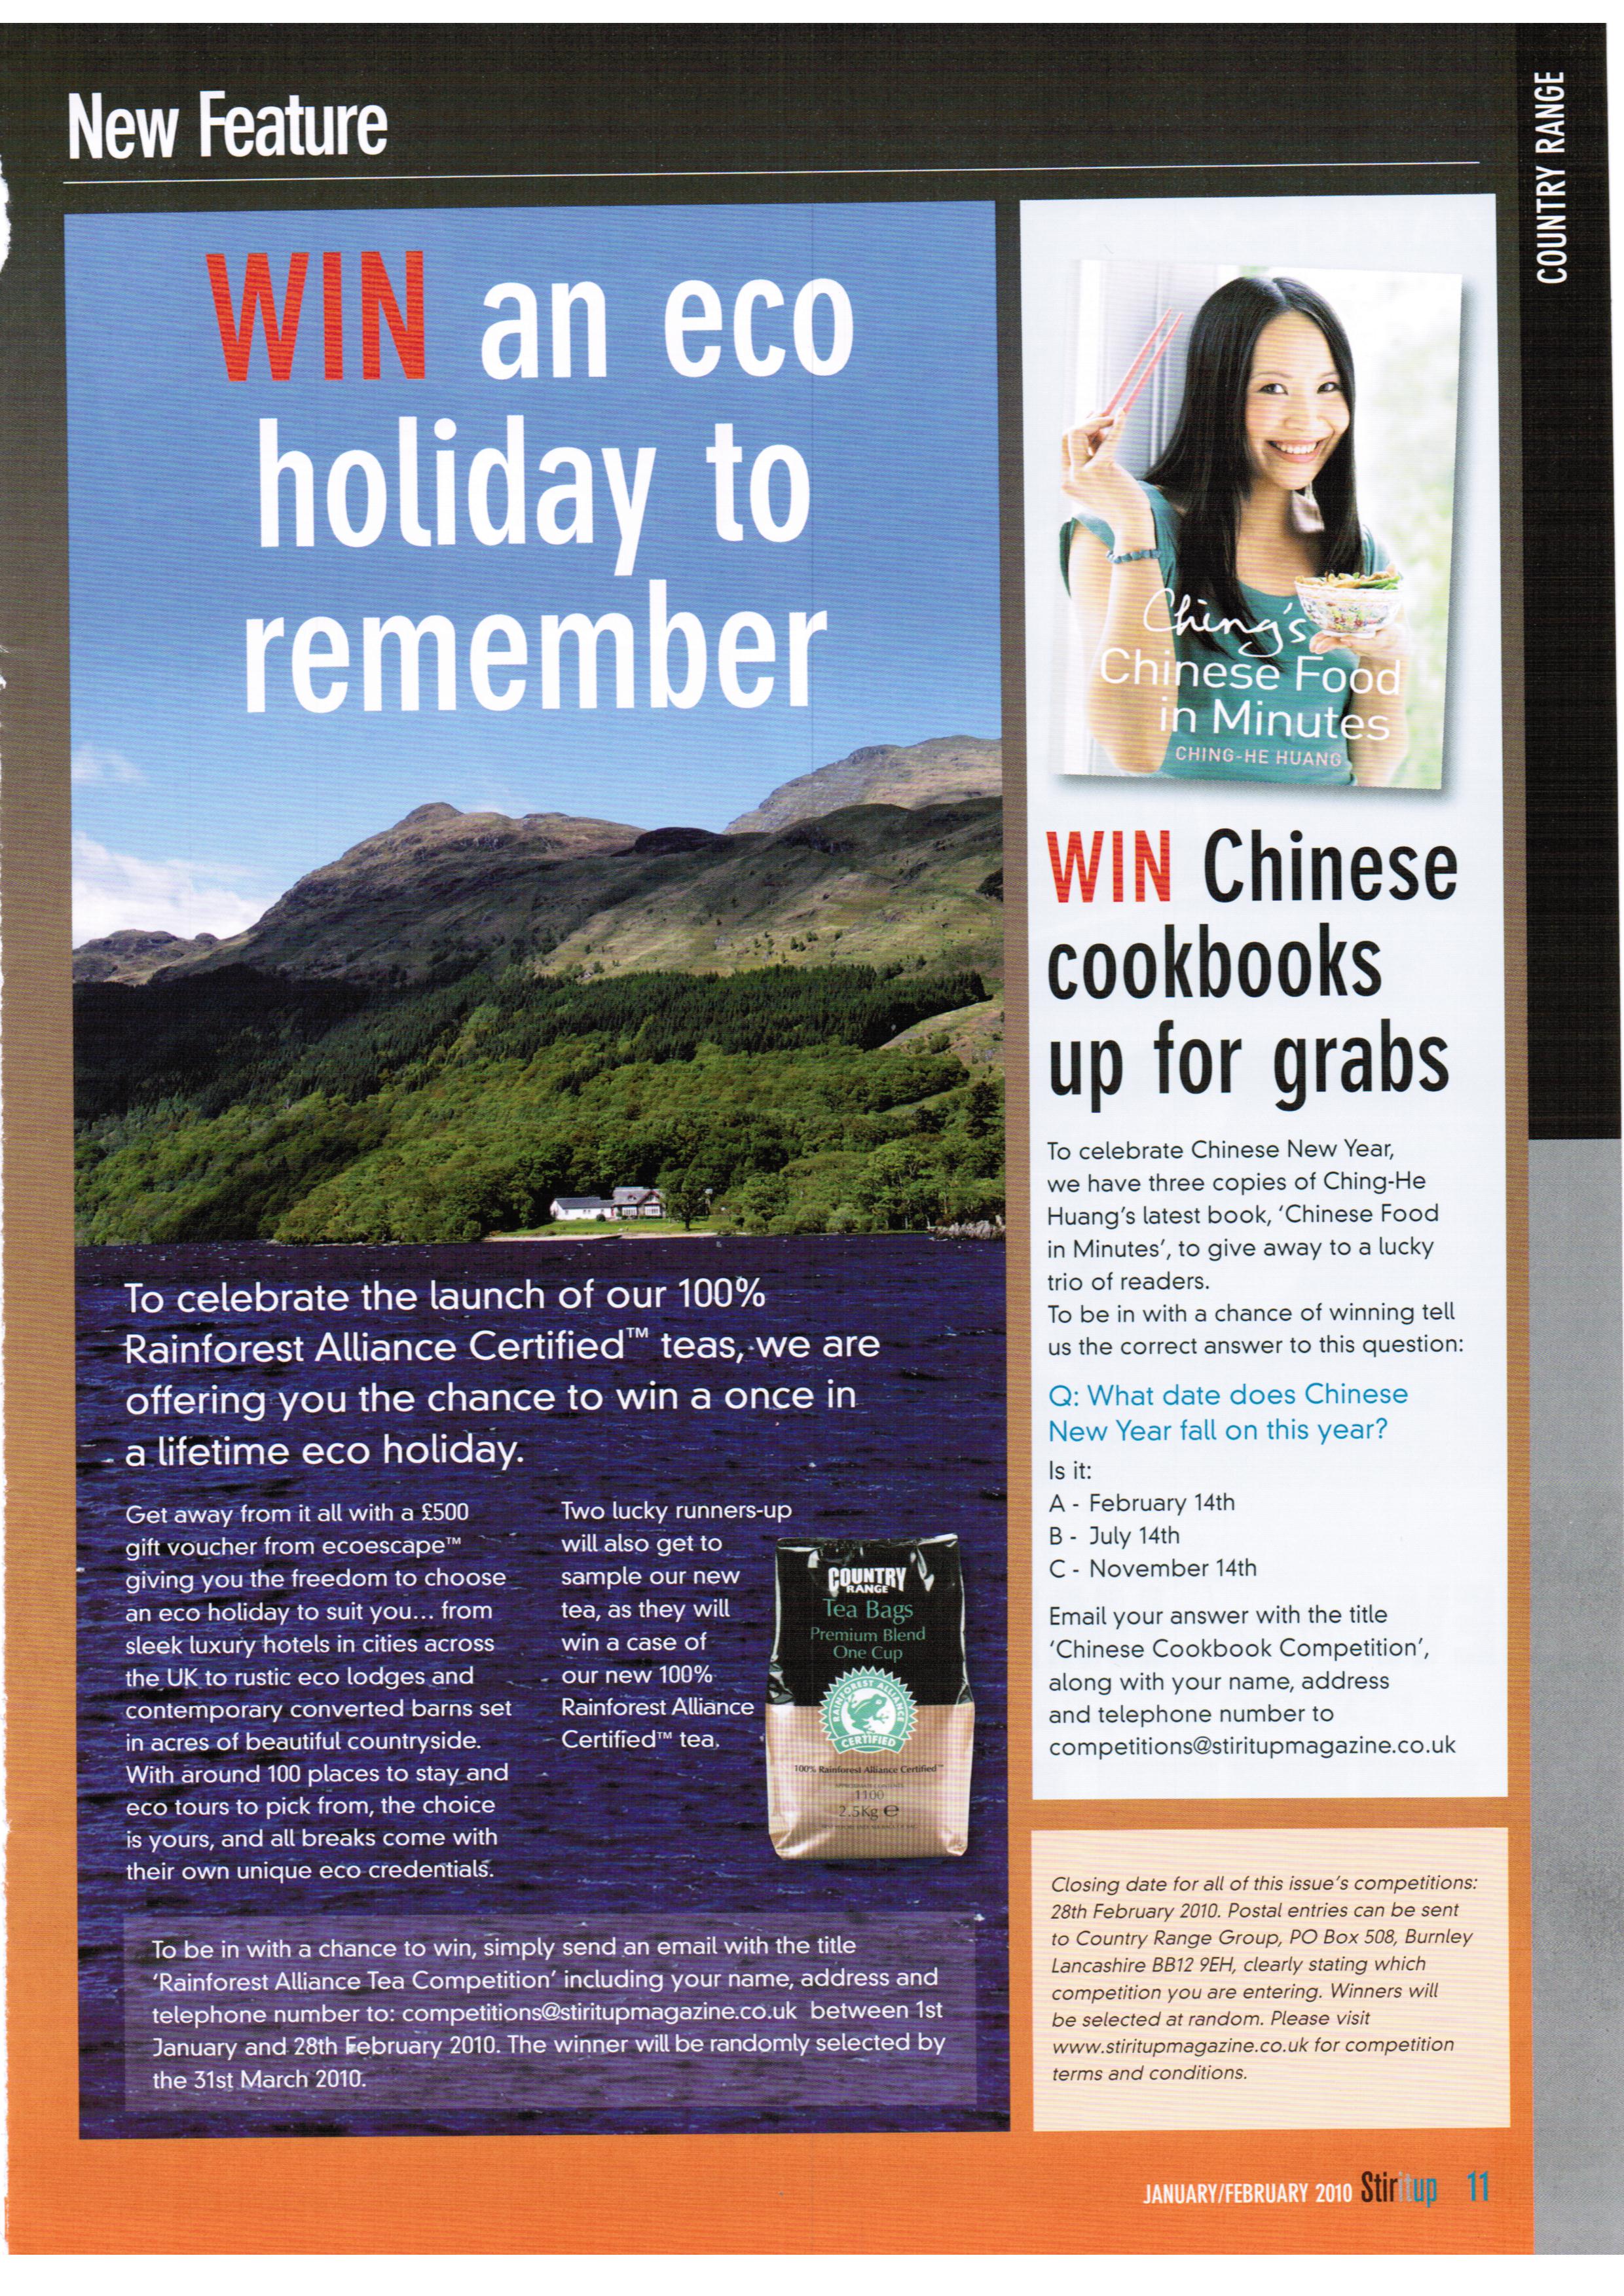 New Feature
COUNTRY RANGE
WIN an eco
holiday to
remember
To celebrate the launch of our 100%
Rainforest Alliance Certified™ teas, we are
offering you the chance to win a once in
a lifetime eco holiday.
Get away from it all with a £500
gift voucher from ecoescape™
giving you the freedom to choose
an eco holiday to suit you... from
sleek luxury hotels in cities across
the UK to rustic eco lodges and
contemporary converted barns set
in acres of beautiful countryside.
With around 100 places to stay and
eco tours to pick from, the choice
is yours, and all breaks come with
their own unique eco credentials.
Two lucky runners-up
will also get to
sample our new
tea, as they will
win a case of
our new 100%
Rainforest Alliance
Certified™ tea.
COUNTRY
RANGE
Tea Bags
Premium Blend
One Cup
RAINFOREST ALLIANCE
CERTIFIED
100% Rainforest Alliance Certified™
1100
2.5Kg e
To be in with a chance to win, simply send an email with the title
'Rainforest Alliance Tea Competition' including your name, address and
telephone number to: competitions@stiritupmagazine.co.uk between 1st
January and 28th February 2010. The winner will be randomly selected by
the 31st March 2010.
Ching's
Chinese Food
in Minutes
CHING-HE HUANG
WIN Chinese
cookbooks
up for grabs
To celebrate Chinese New Year,
we have three copies of Ching-He
Huang's latest book, 'Chinese Food
in Minutes', to give away to a lucky
trio of readers.
To be in with a chance of winning tell
us the correct answer to this question:
Q: What date does Chinese
New Year fall on this year?
Is it:
A - February 14th
B - July 14th
C - November 14th
Email your answer with the title
'Chinese Cookbook Competition',
along with your name, address
and telephone number to
competitions@stiritupmagazine.co.uk
Closing date for all of this issue's competitions:
28th February 2010. Postal entries can be sent
to Country Range Group, PO Box 508, Burnley
Lancashire BB12 9EH, clearly stating which
competition you are entering. Winners will
be selected at random. Please visit
www.stiritupmagazine.co.uk for competition
terms and conditions.
JANUARY/FEBRUARY 2010 Stiritup 11